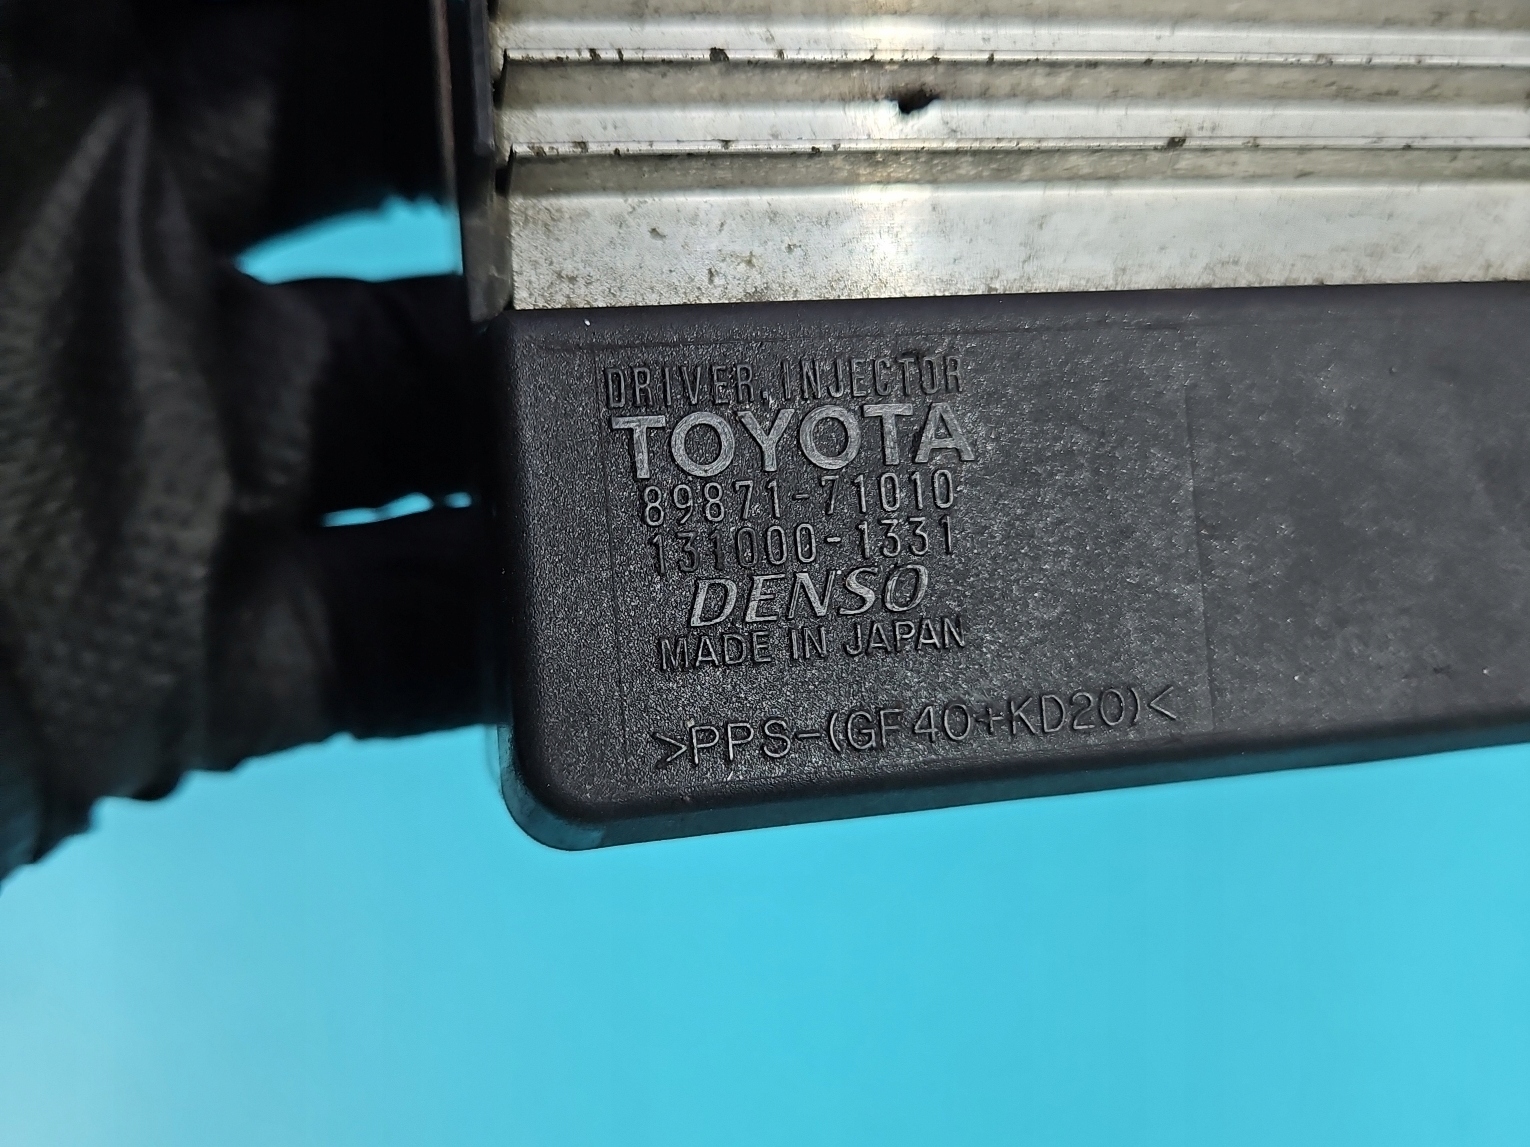 DRIVER,INJECTOR
TOYOTA
89871-71010
131000-1331
DENSO
MADE IN JAPAN
>PPS-(GF40+KD20)<